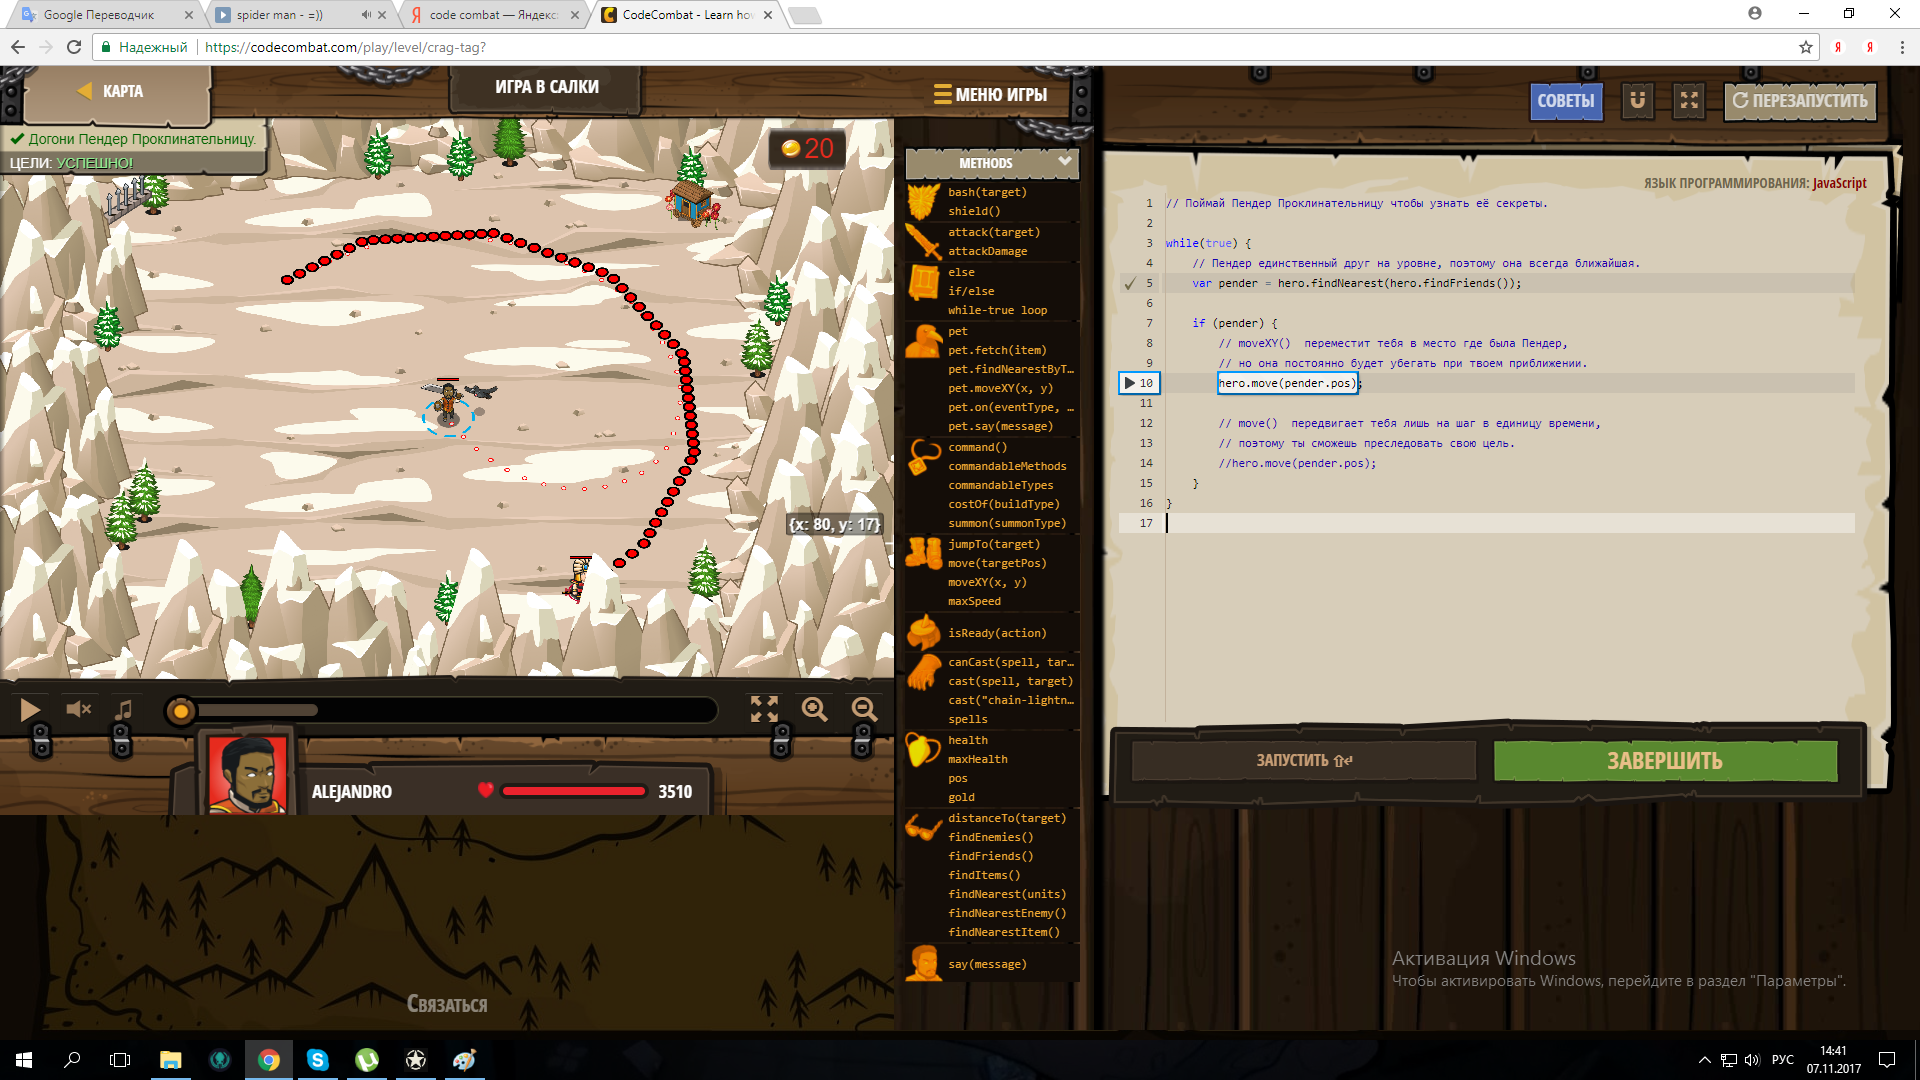 Google Переводчик
spider man - =))
code combat — Яндекс
CodeCombat - Learn how
Надежный
https://codecombat.com/play/level/crag-tag?
КАРТА
ИГРА В САЛКИ
МЕНЮ ИГРЫ
Догони Пендер Проклинательницу.
ЦЕЛИ: УСПЕШНО!
20
{x: 80, y: 17}
ALEJANDRO
3510
Связаться
METHODS
bash(target)
shield()
attack(target)
attackDamage
else
if/else
while-true loop
pet
pet.fetch(item)
pet.findNearestByT...
pet.moveXY(x, y)
pet.on(eventType, ...
pet.say(message)
command()
commandableMethods
commandableTypes
costOf(buildType)
summon(summonType)
jumpTo(target)
move(targetPos)
moveXY(x, y)
maxSpeed
isReady(action)
canCast(spell, tar...
cast(spell, target)
cast("chain-lightn...
spells
health
maxHealth
pos
gold
distanceTo(target)
findEnemies()
findFriends()
findItems()
findNearest(units)
findNearestEnemy()
findNearestItem()
say(message)
СОВЕТЫ
ПЕРЕЗАПУСТИТЬ
ЯЗЫК ПРОГРАММИРОВАНИЯ: JavaScript
1 // Поймай Пендер Проклинательницу чтобы узнать её секреты.
2
3 while(true) {
4 // Пендер единственный друг на уровне, поэтому она всегда ближайшая.
5 var pender = hero.findNearest(hero.findFriends());
6
7 if (pender) {
8 // moveXY() переместит тебя в место где была Пендер,
9 // но она постоянно будет убегать при твоем приближении.
10 hero.move(pender.pos);
11
12 // move() передвигает тебя лишь на шаг в единицу времени,
13 // поэтому ты сможешь преследовать свою цель.
14 //hero.move(pender.pos);
15 }
16 }
17
ЗАПУСТИТЬ
ЗАВЕРШИТЬ
Активация Windows
Чтобы активировать Windows, перейдите в раздел "Параметры".
РУС
14:41
07.11.2017